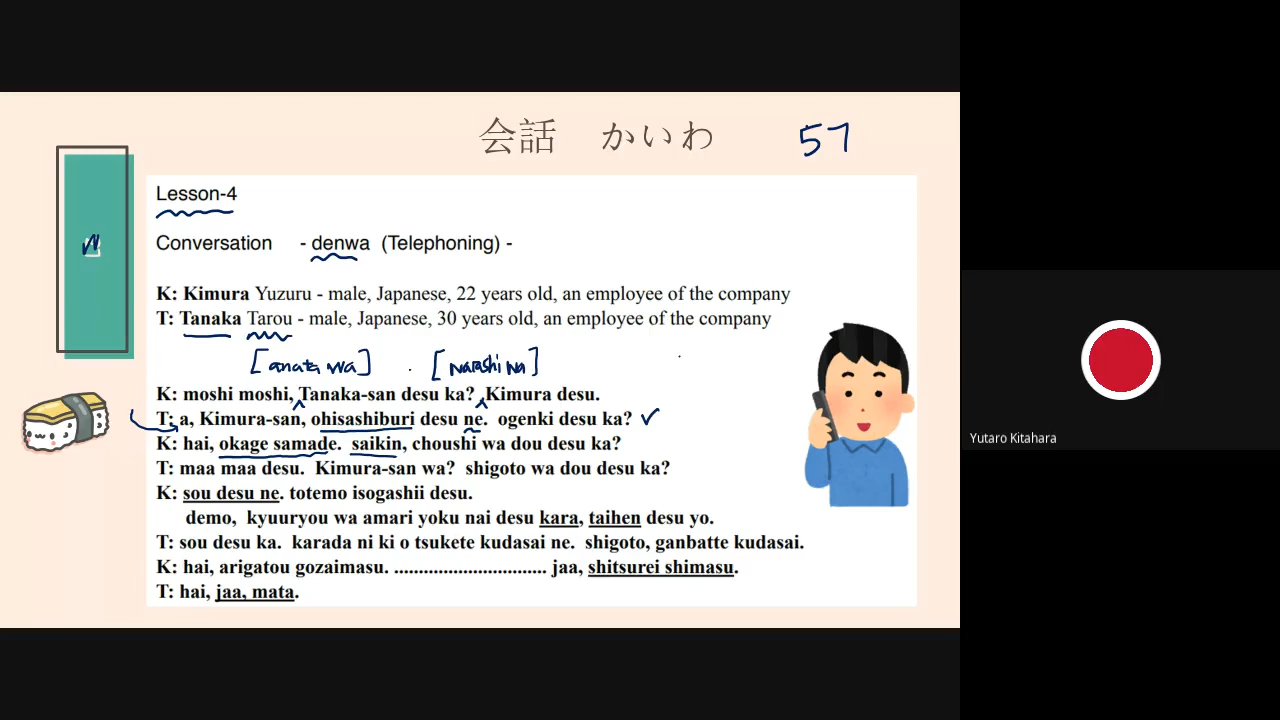 会話 かいわ 57
Lesson-4
Conversation - denwa (Telephoning) -
K: Kimura Yuzuru - male, Japanese, 22 years old, an employee of the company
T: Tanaka Tarou - male, Japanese, 30 years old, an employee of the company
[anata wa] [watashi wa]
K: moshi moshi, Tanaka-san desu ka? Kimura desu.
T: a, Kimura-san, ohisashiburi desu ne. ogenki desu ka?
K: hai, okage samade. saikin, choushi wa dou desu ka?
T: maa maa desu. Kimura-san wa? shigoto wa dou desu ka?
K: sou desu ne. totemo isogashii desu.
demo, kyuuryou wa amari yoku nai desu kara, taihen desu yo.
T: sou desu ka. karada ni ki o tsukete kudasai ne. shigoto, ganbatte kudasai.
K: hai, arigatou gozaimasu. ................................ jaa, shitsurei shimasu.
T: hai, jaa, mata.
Yutaro Kitahara